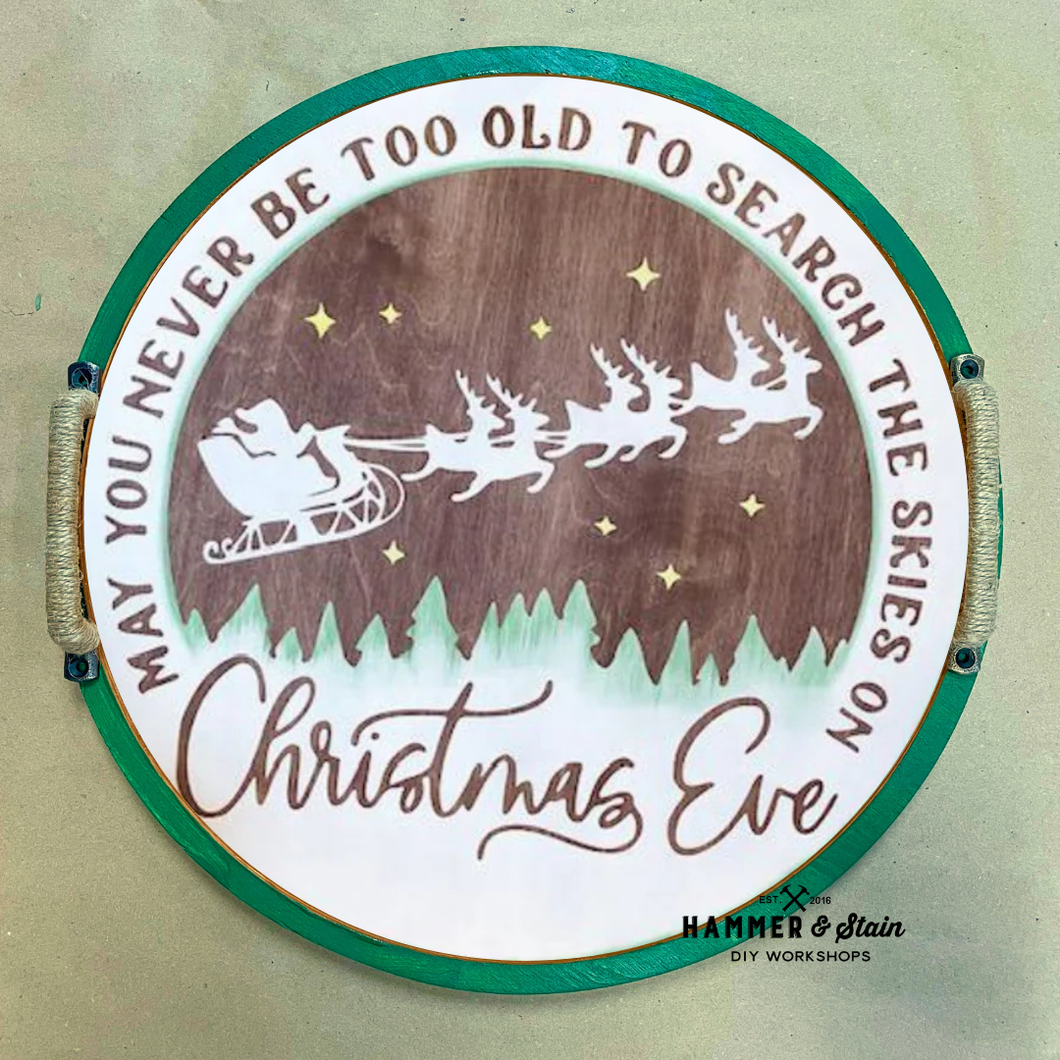 MAY YOU NEVER BE TOO OLD TO SEARCH THE SKIES ON
Christmas Eve
EST. 2016
HAMMER & Stain
DIY WORKSHOPS